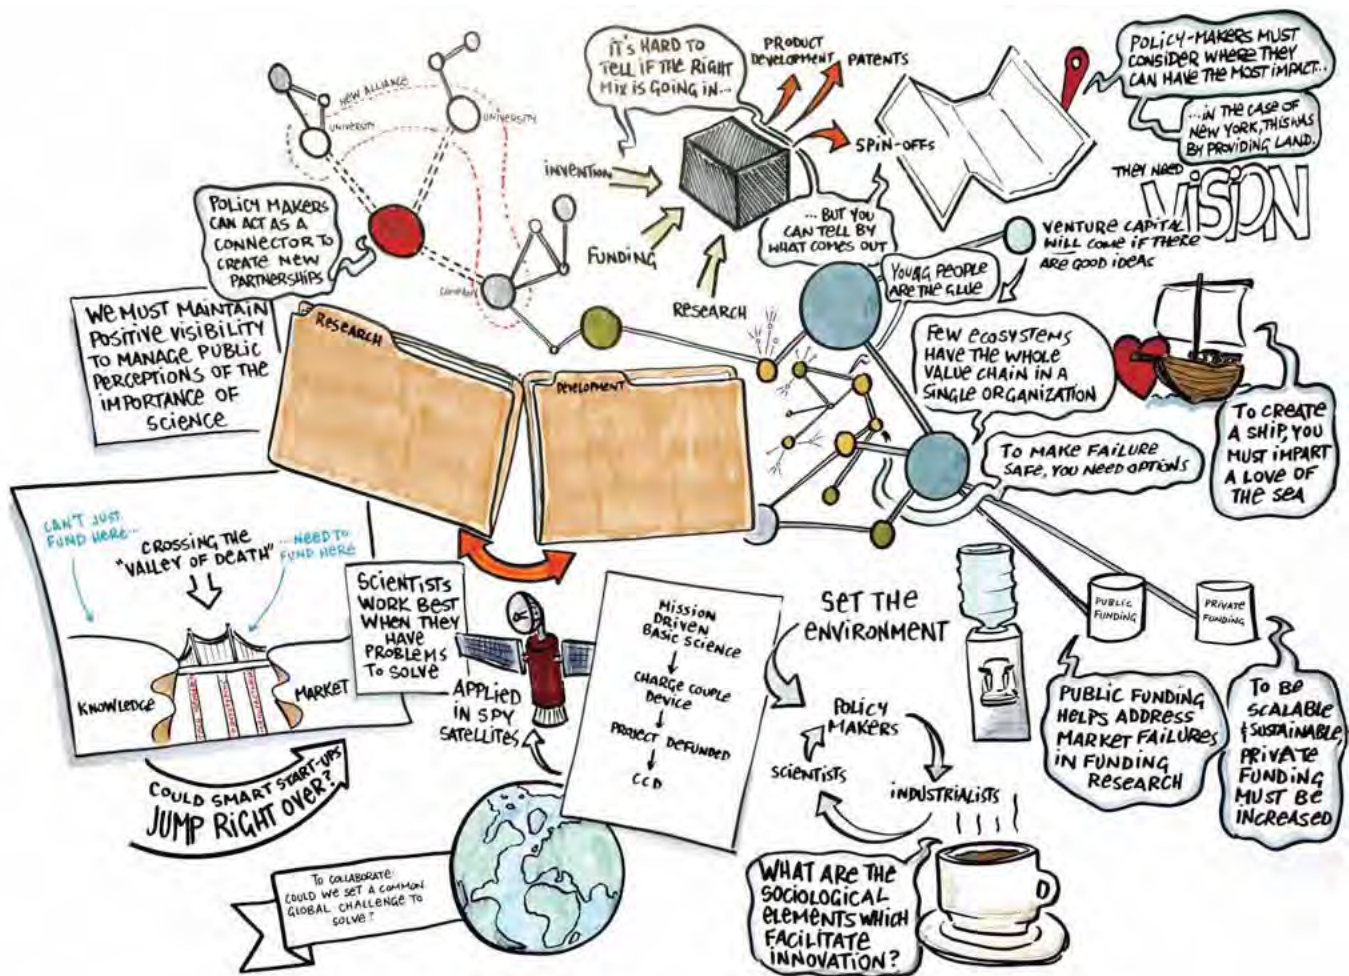 NEW ALLIANCE
UNIVERSITY
UNIVERSITY
POLICY MAKERS
CAN ACT AS A
CONNECTOR TO
CREATE NEW
PARTNERSHIPS
COMPANY
IT'S HARD TO
TELL IF THE RIGHT
MIX IS GOING IN...
PRODUCT
DEVELOPMENT
PATENTS
SPIN-OFFS
INVENTION
FUNDING
RESEARCH
... BUT YOU
CAN TELL BY
WHAT COMES OUT
POLICY-MAKERS MUST
CONSIDER WHERE THEY
CAN HAVE THE MOST IMPACT...
...IN THE CASE OF
NEW YORK, THIS WAS
BY PROVIDING LAND.
THEY NEED
VISION
VENTURE CAPITAL
WILL COME IF THERE
ARE GOOD IDEAS
YOUNG PEOPLE
ARE THE GLUE
WE MUST MAINTAIN
POSITIVE VISIBILITY
TO MANAGE PUBLIC
PERCEPTIONS OF THE
IMPORTANCE OF
SCIENCE
RESEARCH
DEVELOPMENT
FEW ECOSYSTEMS
HAVE THE WHOLE
VALUE CHAIN IN A
SINGLE ORGANIZATION
TO CREATE
A SHIP, YOU
MUST IMPART
A LOVE OF
THE SEA
TO MAKE FAILURE
SAFE, YOU NEED OPTIONS
CAN'T JUST
FUND HERE...
CROSSING THE
"VALLEY OF DEATH"
...NEED TO
FUND HERE
KNOWLEDGE
MARKET
COULD SMART START-UPS
JUMP RIGHT OVER?
SCIENTISTS
WORK BEST
WHEN THEY
HAVE
PROBLEMS
TO SOLVE
APPLIED
IN SPY
SATELLITES
MISSION
DRIVEN
BASIC SCIENCE
CHARGE COUPLE
DEVICE
PROJECT DEFUNDED
CCD
SET THE
ENVIRONMENT
POLICY
MAKERS
SCIENTISTS
INDUSTRIALISTS
PUBLIC
FUNDING
PRIVATE
FUNDING
PUBLIC FUNDING
HELPS ADDRESS
MARKET FAILURES
IN FUNDING
RESEARCH
TO BE
SCALABLE
& SUSTAINABLE,
PRIVATE
FUNDING
MUST BE
INCREASED
TO COLLABORATE:
COULD WE SET A COMMON
GLOBAL CHALLENGE TO
SOLVE?
WHAT ARE THE
SOCIOLOGICAL
ELEMENTS WHICH
FACILITATE
INNOVATION?